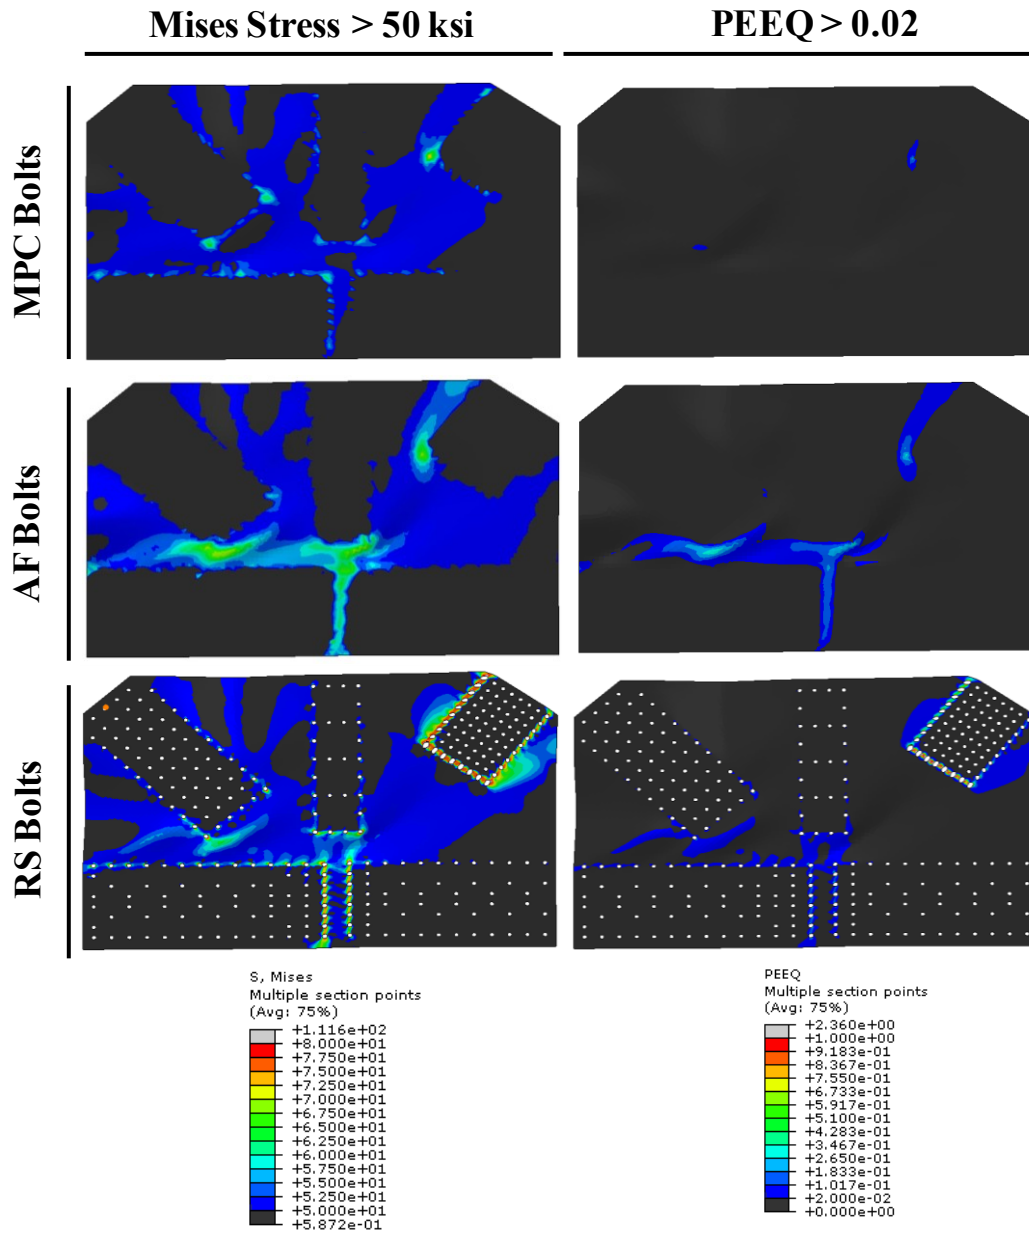 Mises Stress > 50 ksi
PEEQ > 0.02
MPC Bolts
AF Bolts
RS Bolts
S, Mises
Multiple section points
(Avg: 75%)
+1.116e+02
+8.000e+01
+7.750e+01
+7.500e+01
+7.250e+01
+7.000e+01
+6.750e+01
+6.500e+01
+6.250e+01
+6.000e+01
+5.750e+01
+5.500e+01
+5.250e+01
+5.000e+01
+5.872e-01
PEEQ
Multiple section points
(Avg: 75%)
+2.360e+00
+1.000e+00
+9.183e-01
+8.367e-01
+7.550e-01
+6.733e-01
+5.917e-01
+5.100e-01
+4.283e-01
+3.467e-01
+2.650e-01
+1.833e-01
+1.017e-01
+2.000e-02
+0.000e+00